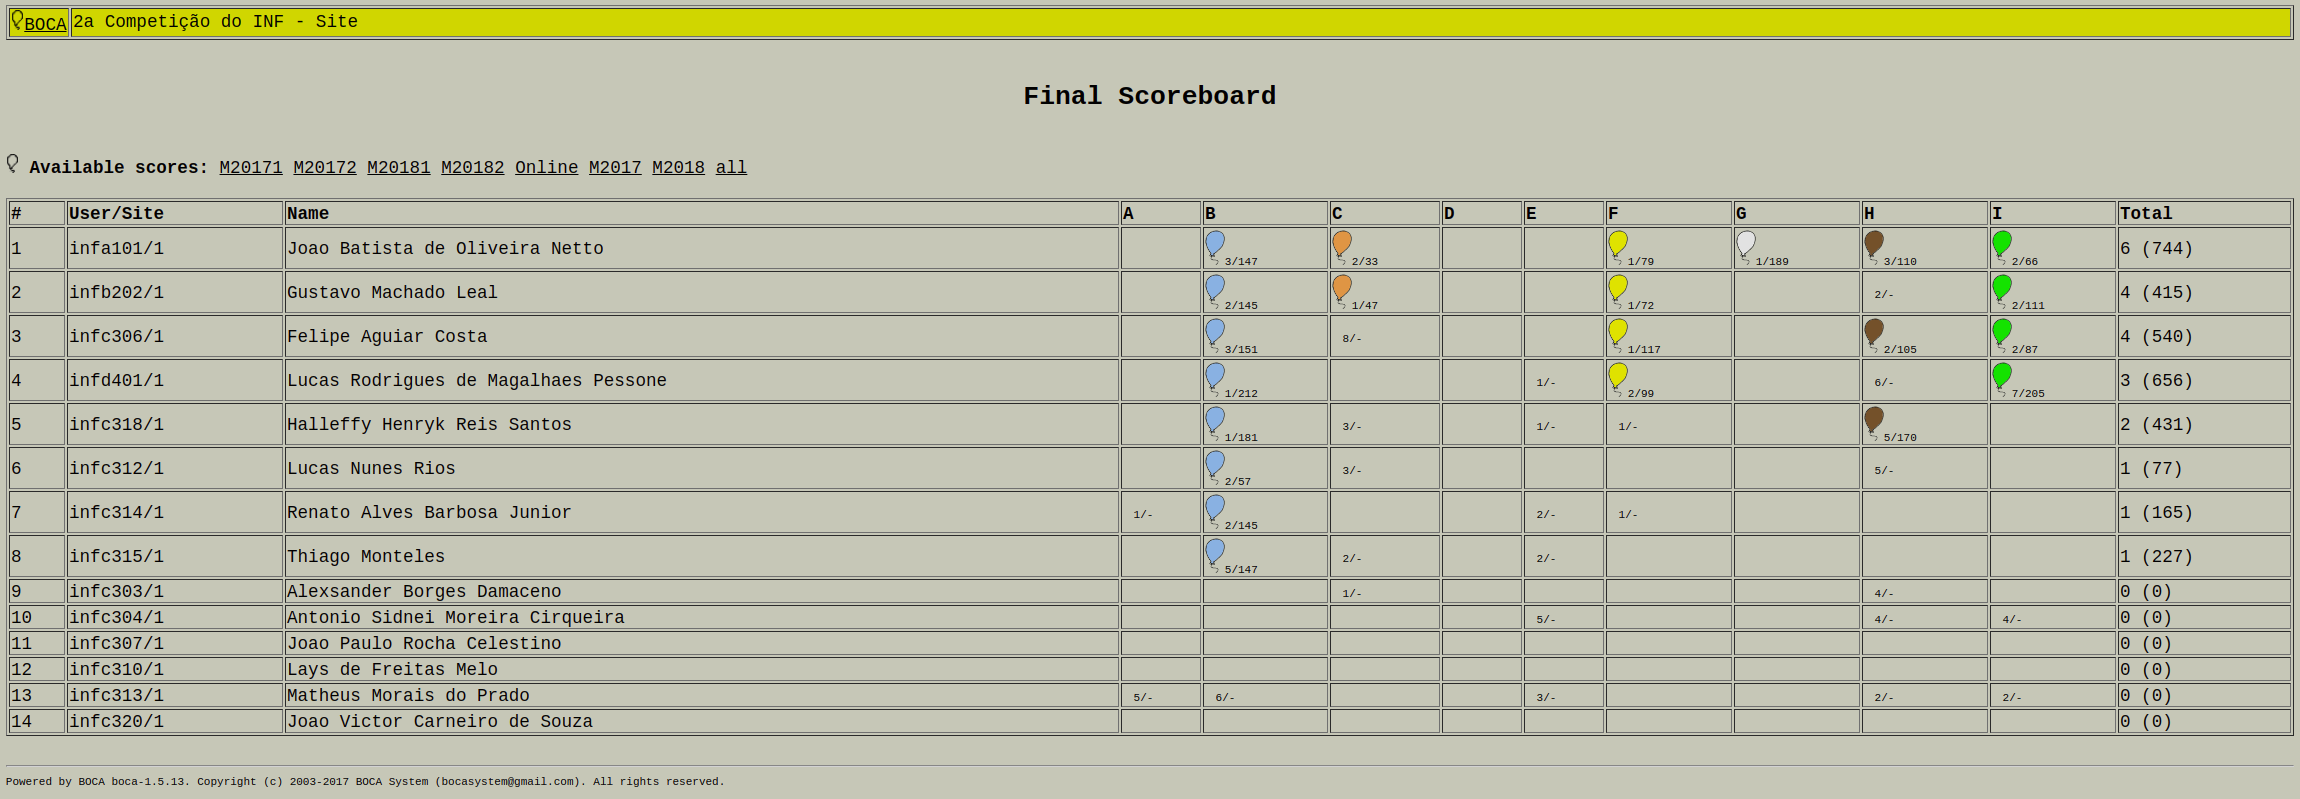 BOCA 2a Competição do INF - Site
Final Scoreboard
Available scores: M20171 M20172 M20181 M20182 Online M2017 M2018 all
# User/Site Name A B C D E F G H I Total
1 infa101/1 Joao Batista de Oliveira Netto 3/147 2/33 1/79 1/189 3/110 2/66 6 (744)
2 infb202/1 Gustavo Machado Leal 2/145 1/47 1/72 2/- 2/111 4 (415)
3 infc306/1 Felipe Aguiar Costa 3/151 8/- 1/117 2/105 2/87 4 (540)
4 infd401/1 Lucas Rodrigues de Magalhaes Pessone 1/212 1/- 2/99 6/- 7/205 3 (656)
5 infc318/1 Halleffy Henryk Reis Santos 1/181 3/- 1/- 1/- 5/170 2 (431)
6 infc312/1 Lucas Nunes Rios 2/57 3/- 5/- 1 (77)
7 infc314/1 Renato Alves Barbosa Junior 1/- 2/145 2/- 1/- 1 (165)
8 infc315/1 Thiago Monteles 5/147 2/- 2/- 1 (227)
9 infc303/1 Alexsander Borges Damaceno 1/- 4/- 0 (0)
10 infc304/1 Antonio Sidnei Moreira Cirqueira 5/- 4/- 4/- 0 (0)
11 infc307/1 Joao Paulo Rocha Celestino 0 (0)
12 infc310/1 Lays de Freitas Melo 0 (0)
13 infc313/1 Matheus Morais do Prado 5/- 6/- 3/- 2/- 2/- 0 (0)
14 infc320/1 Joao Victor Carneiro de Souza 0 (0)
Powered by BOCA boca-1.5.13. Copyright (c) 2003-2017 BOCA System (bocasystem@gmail.com). All rights reserved.